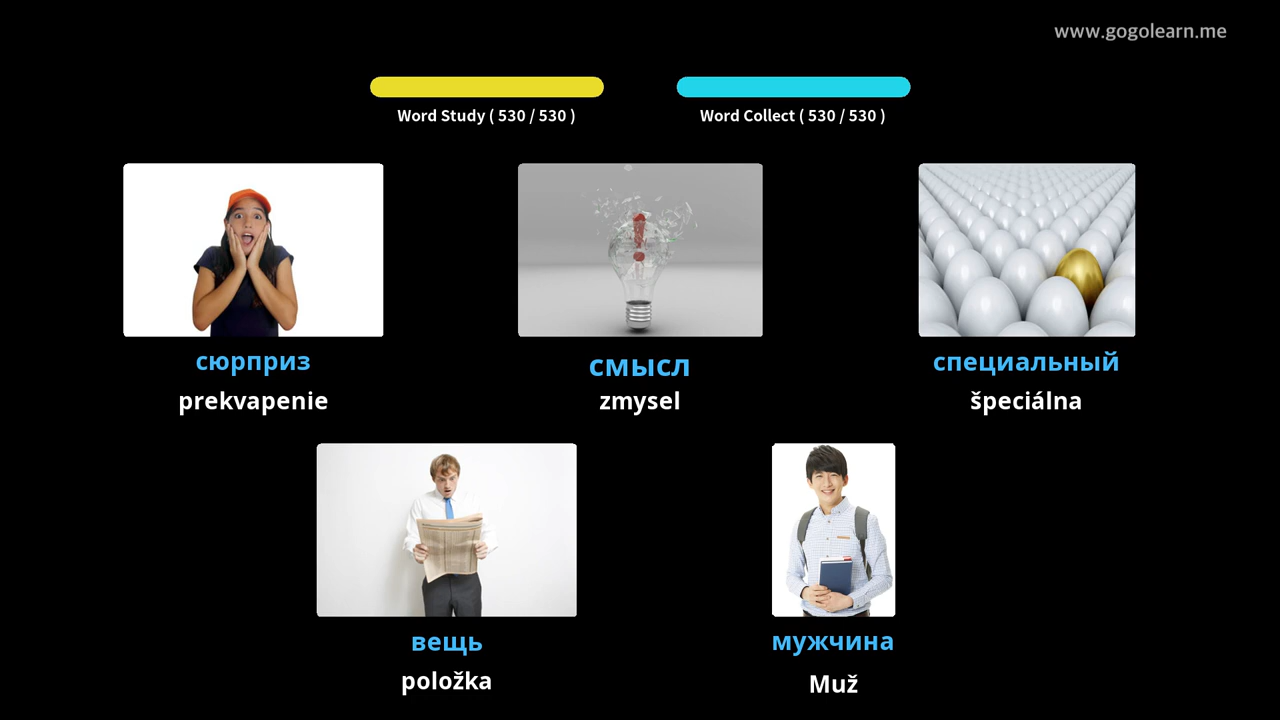 www.gogolearn.me
Word Study ( 530 / 530 )
Word Collect ( 530 / 530 )
сюрприз
смысл
специальный
prekvapenie
zmysel
špeciálna
вещь
мужчина
položka
Muž